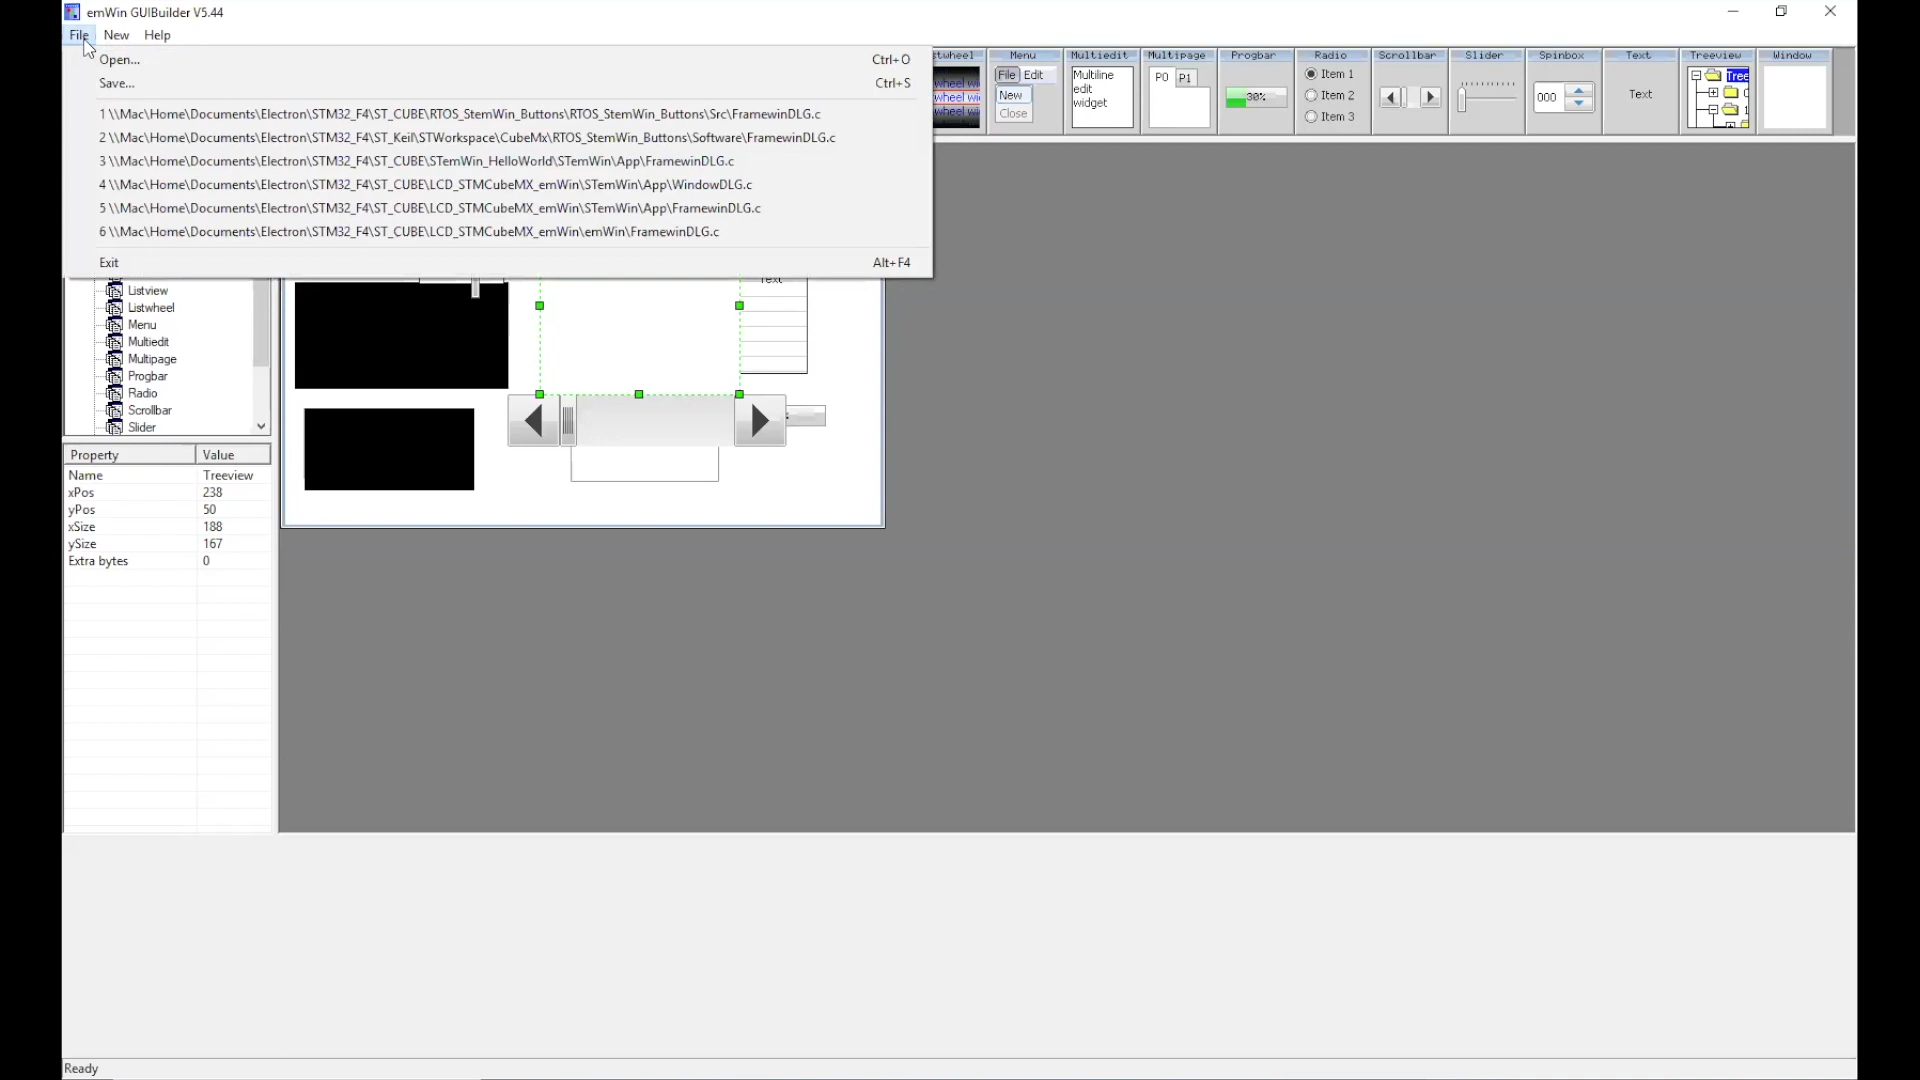 emWin GUIBuilder V5.44
File New Help
Open... Ctrl+O
Save... Ctrl+S
1 \\Mac\Home\Documents\Electron\STM32_F4\ST_CUBE\RTOS_StemWin_Buttons\RTOS_StemWin_Buttons\Src\FramewinDLG.c
2 \\Mac\Home\Documents\Electron\STM32_F4\ST_Keil\STWorkspace\CubeMx\RTOS_StemWin_Buttons\Software\FramewinDLG.c
3 \\Mac\Home\Documents\Electron\STM32_F4\ST_CUBE\STemWin_HelloWorld\STemWin\App\FramewinDLG.c
4 \\Mac\Home\Documents\Electron\STM32_F4\ST_CUBE\LCD_STMCubeMX_emWin\STemWin\App\WindowDLG.c
5 \\Mac\Home\Documents\Electron\STM32_F4\ST_CUBE\LCD_STMCubeMX_emWin\STemWin\App\FramewinDLG.c
6 \\Mac\Home\Documents\Electron\STM32_F4\ST_CUBE\LCD_STMCubeMX_emWin\emWin\FramewinDLG.c
Exit Alt+F4
Menu Multiedit Multipage Progbar Radio Scrollbar Slider Spinbox Text Treeview Window
File Edit
New
Close
Multiline
edit
widget
P0 P1
30%
Item 1
Item 2
Item 3
000
Text
Tree
Listview
Listwheel
Menu
Multiedit
Multipage
Progbar
Radio
Scrollbar
Slider
Property Value
Name Treeview
xPos 238
yPos 50
xSize 188
ySize 167
Extra bytes 0
Ready